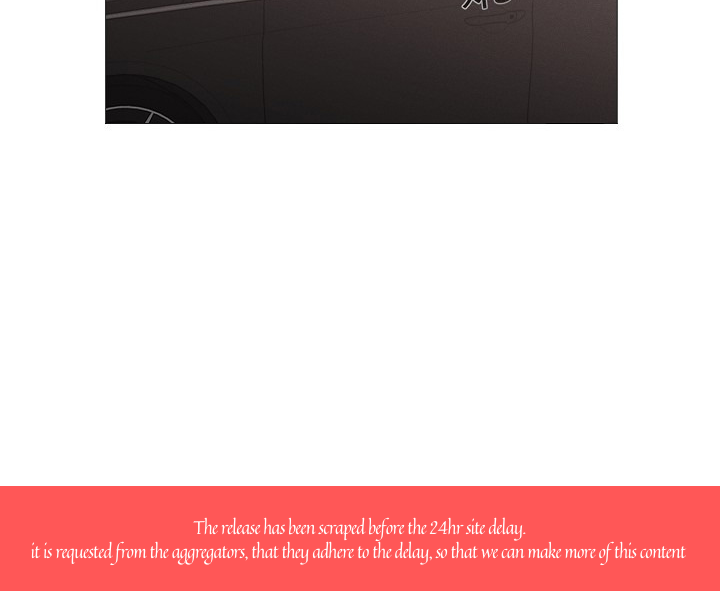 The release has been scraped before the 24hr site delay.
it is requested from the aggregators, that they adhere to the delay, so that we can make more of this content